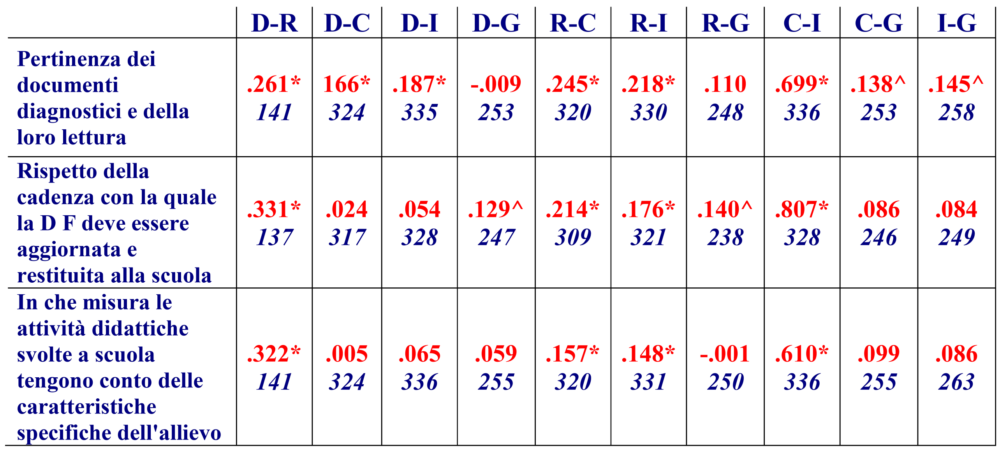 D-R D-C D-I D-G R-C R-I R-G C-I C-G I-G
Pertinenza dei
documenti
diagnostici e della
loro lettura
.261* 166* .187* -.009 .245* .218* .110 .699* .138^ .145^
141 324 335 253 320 330 248 336 253 258
Rispetto della
cadenza con la quale
la D F deve essere
aggiornata e
restituita alla scuola
.331* .024 .054 .129^ .214* .176* .140^ .807* .086 .084
137 317 328 247 309 321 238 328 246 249
In che misura le
attività didattiche
svolte a scuola
tengono conto delle
caratteristiche
specifiche dell'allievo
.322* .005 .065 .059 .157* .148* -.001 .610* .099 .086
141 324 336 255 320 331 250 336 255 263